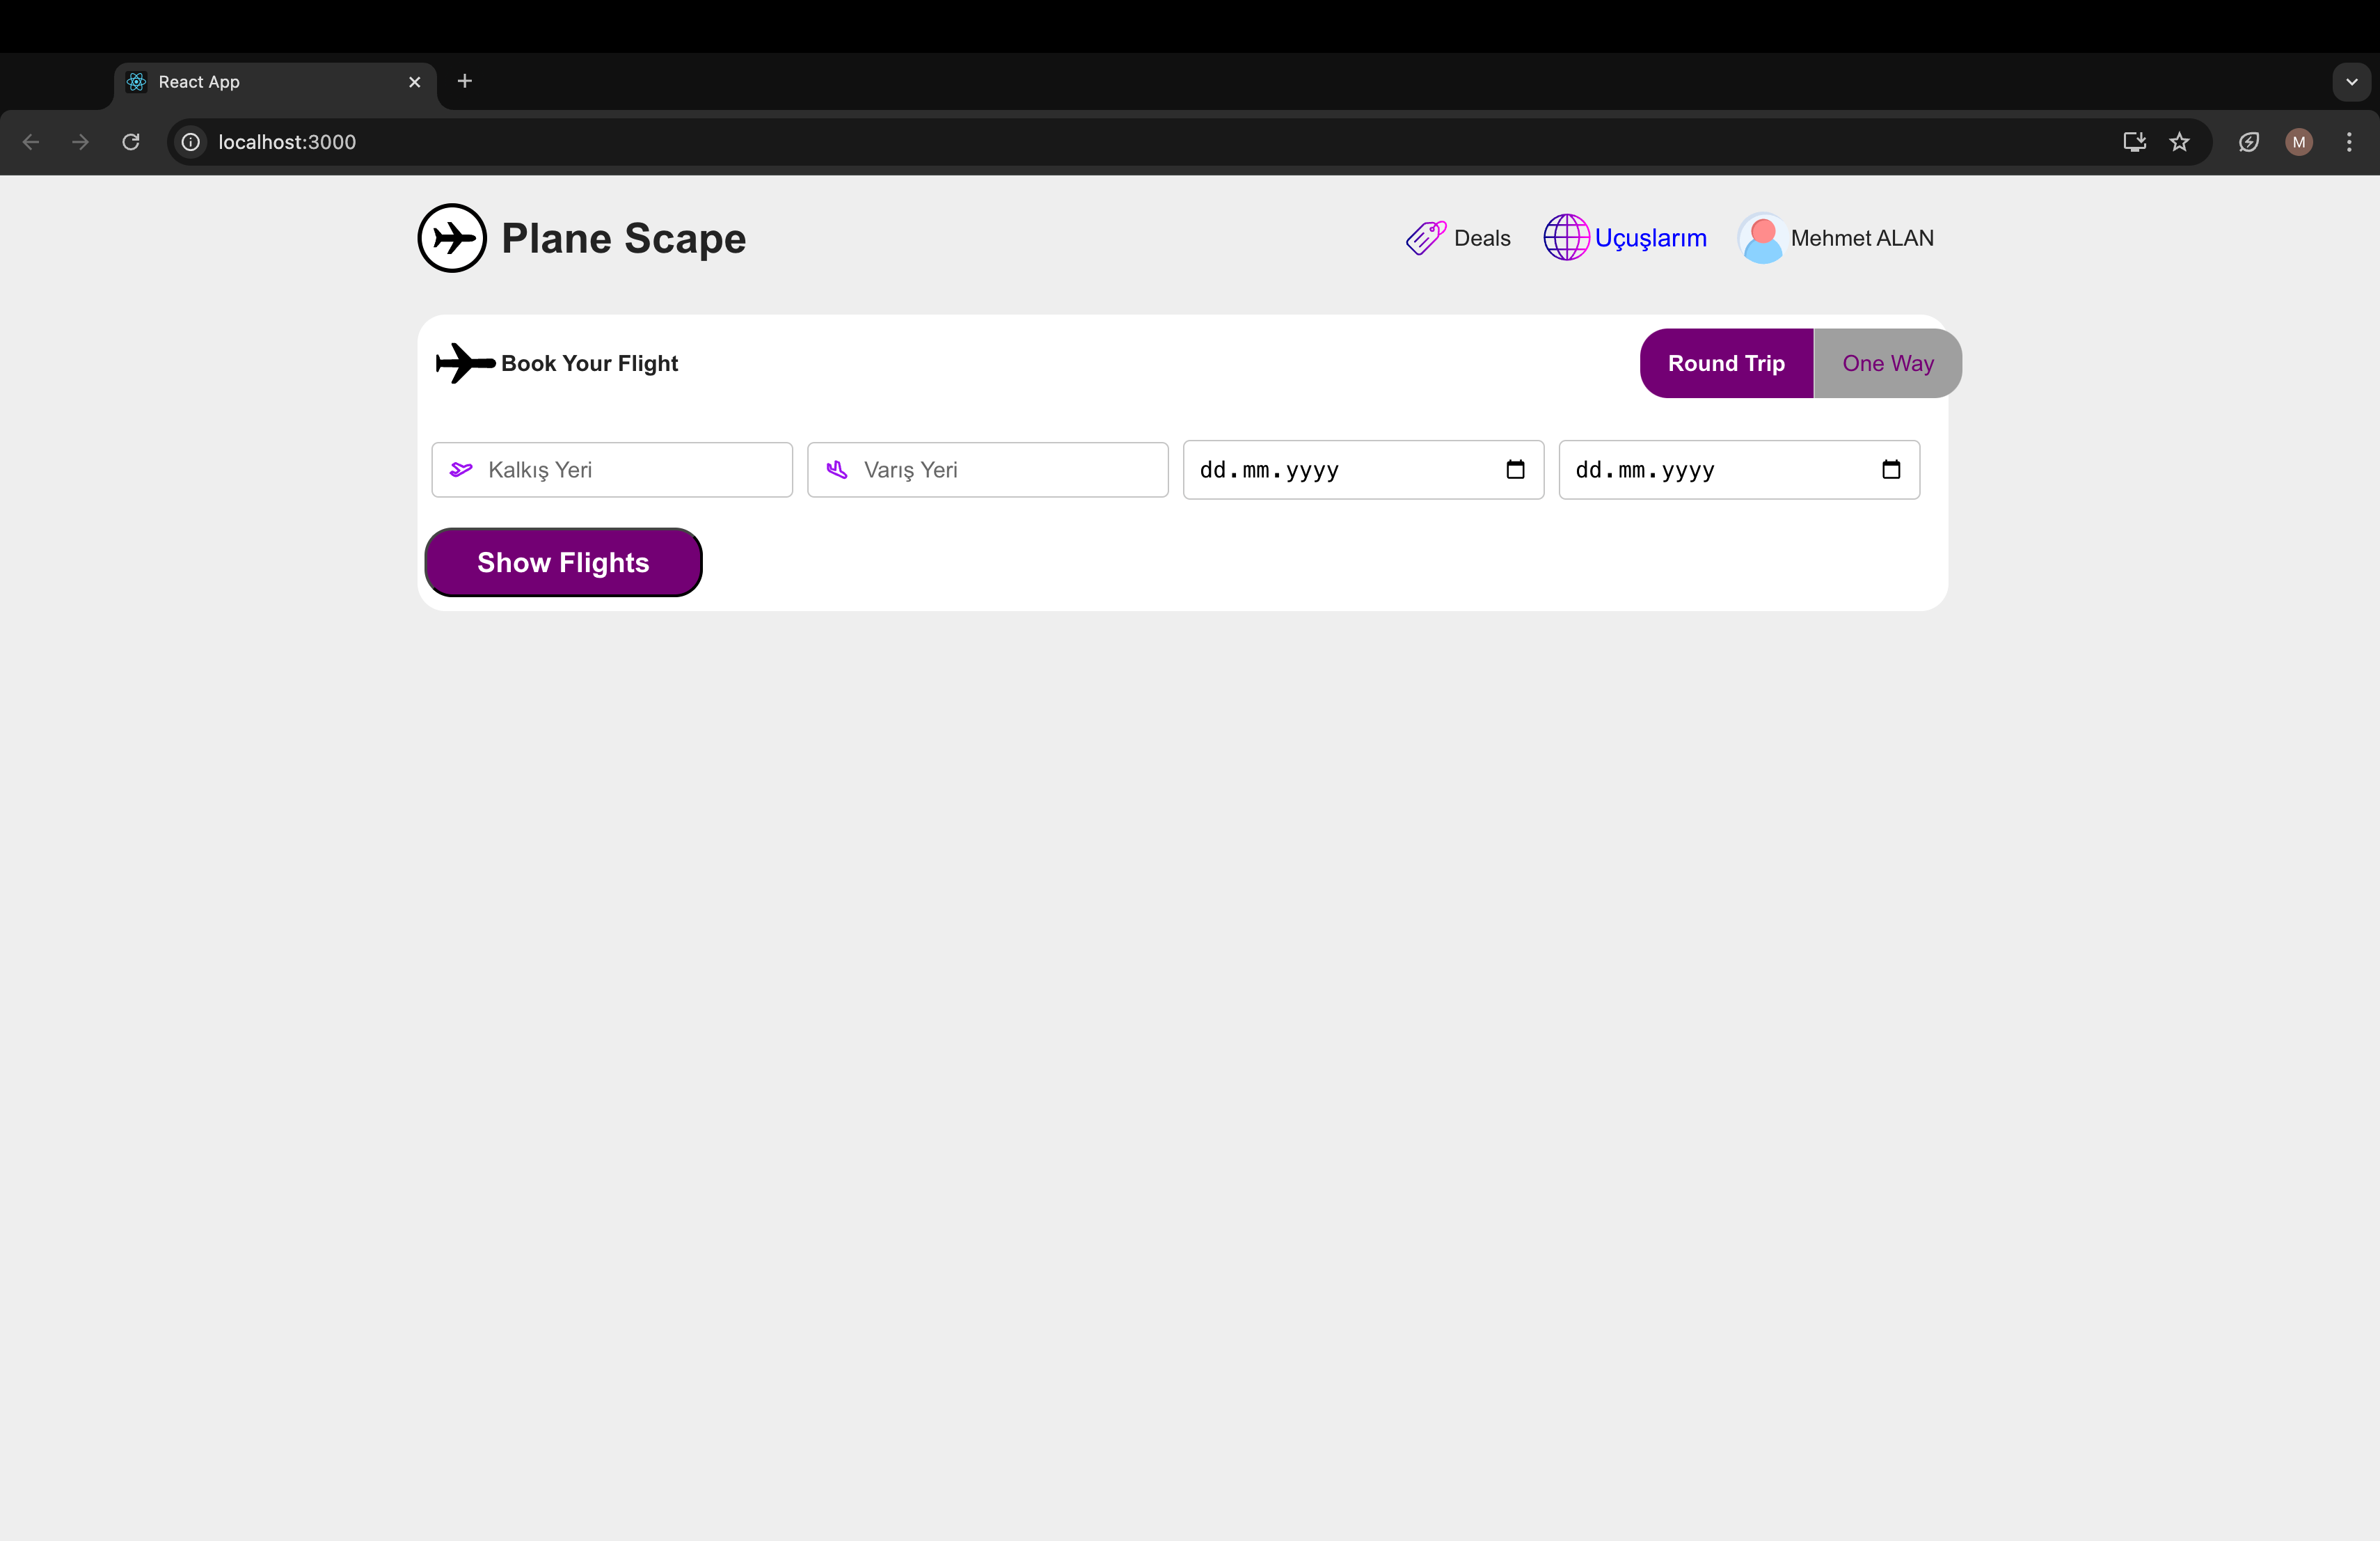 React App
localhost:3000
M
Plane Scape
Deals
Uçuşlarım
Mehmet ALAN
Book Your Flight
Round Trip
One Way
Kalkış Yeri
Varış Yeri
dd.mm.yyyy
dd.mm.yyyy
Show Flights